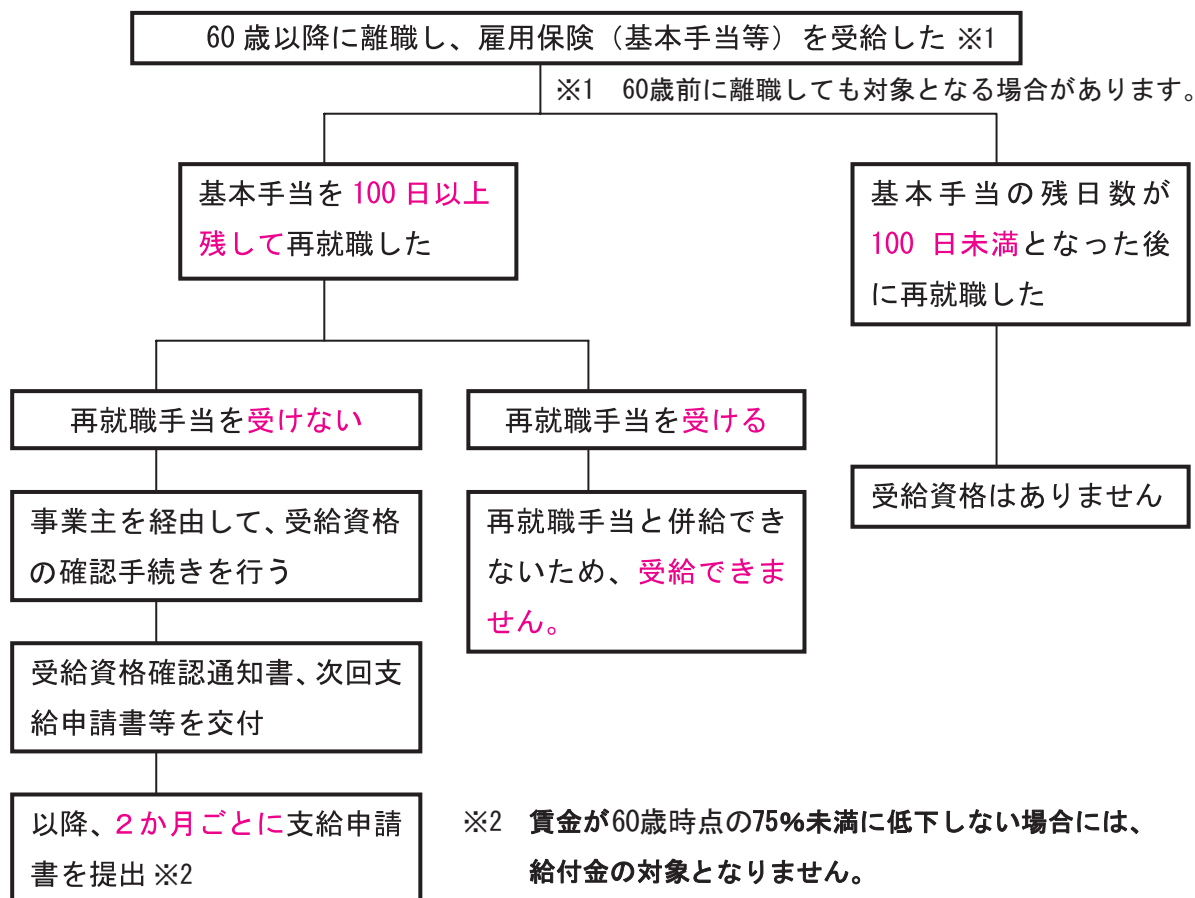 60歳以降に離職し、雇用保険（基本手当等）を受給した ※1
※1　60歳前に離職しても対象となる場合があります。
基本手当を 100 日以上
残して再就職した
基本手当の残日数が
100 日未満となった後
に再就職した
再就職手当を受けない
再就職手当を受ける
受給資格はありません
事業主を経由して、受給資格
の確認手続きを行う
再就職手当と併給でき
ないため、受給できま
せん。
受給資格確認通知書、次回支
給申請書等を交付
以降、２か月ごとに支給申請
書を提出 ※2
※2　賃金が60歳時点の75%未満に低下しない場合には、
給付金の対象となりません。